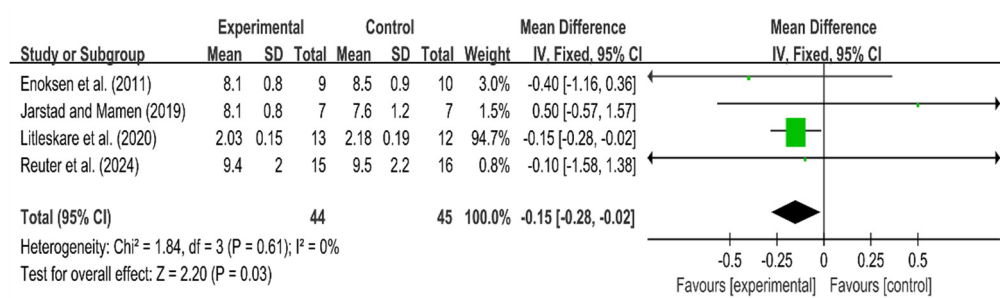 Experimental Control Mean Difference Mean Difference
Study or Subgroup Mean SD Total Mean SD Total Weight IV, Fixed, 95% CI IV, Fixed, 95% CI
Enoksen et al. (2011) 8.1 0.8 9 8.5 0.9 10 3.0% -0.40 [-1.16, 0.36]
Jarstad and Mamen (2019) 8.1 0.8 7 7.6 1.2 7 1.5% 0.50 [-0.57, 1.57]
Litleskare et al. (2020) 2.03 0.15 13 2.18 0.19 12 94.7% -0.15 [-0.28, -0.02]
Reuter et al. (2024) 9.4 2 15 9.5 2.2 16 0.8% -0.10 [-1.58, 1.38]
Total (95% CI) 44 45 100.0% -0.15 [-0.28, -0.02]
Heterogeneity: Chi² = 1.84, df = 3 (P = 0.61); I² = 0%
Test for overall effect: Z = 2.20 (P = 0.03)
-0.5 -0.25 0 0.25 0.5
Favours [experimental] Favours [control]